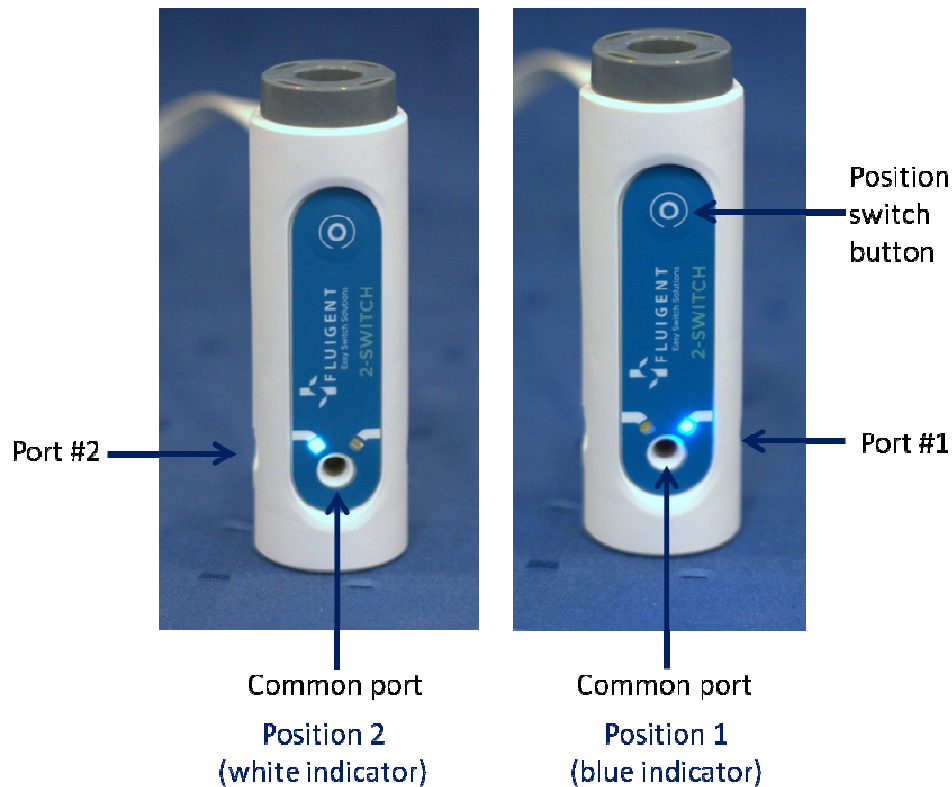 FLUIGENT
Easy Switch Solutions
2-SWITCH
FLUIGENT
Easy Switch Solutions
2-SWITCH
Position
switch
button
Port #2
Port #1
Common port
Common port
Position 2
(white indicator)
Position 1
(blue indicator)